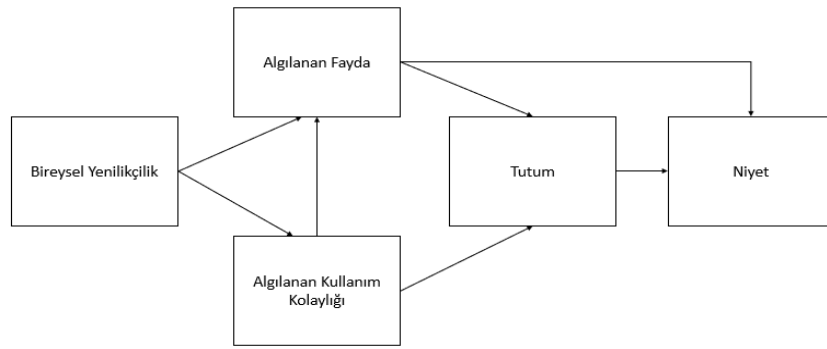 Algılanan Fayda
Bireysel Yenilikçilik
Tutum
Niyet
Algılanan Kullanım
Kolaylığı